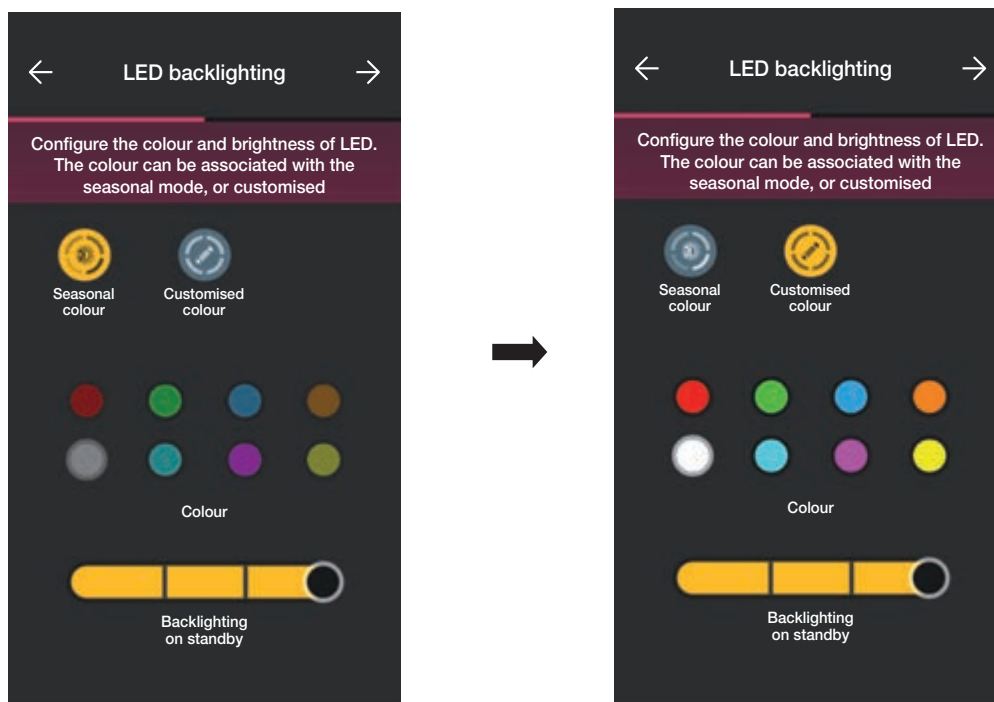 LED backlighting
Configure the colour and brightness of LED.
The colour can be associated with the
seasonal mode, or customised
Seasonal
colour
Customised
colour
Colour
Backlighting
on standby
LED backlighting
Configure the colour and brightness of LED.
The colour can be associated with the
seasonal mode, or customised
Seasonal
colour
Customised
colour
Colour
Backlighting
on standby